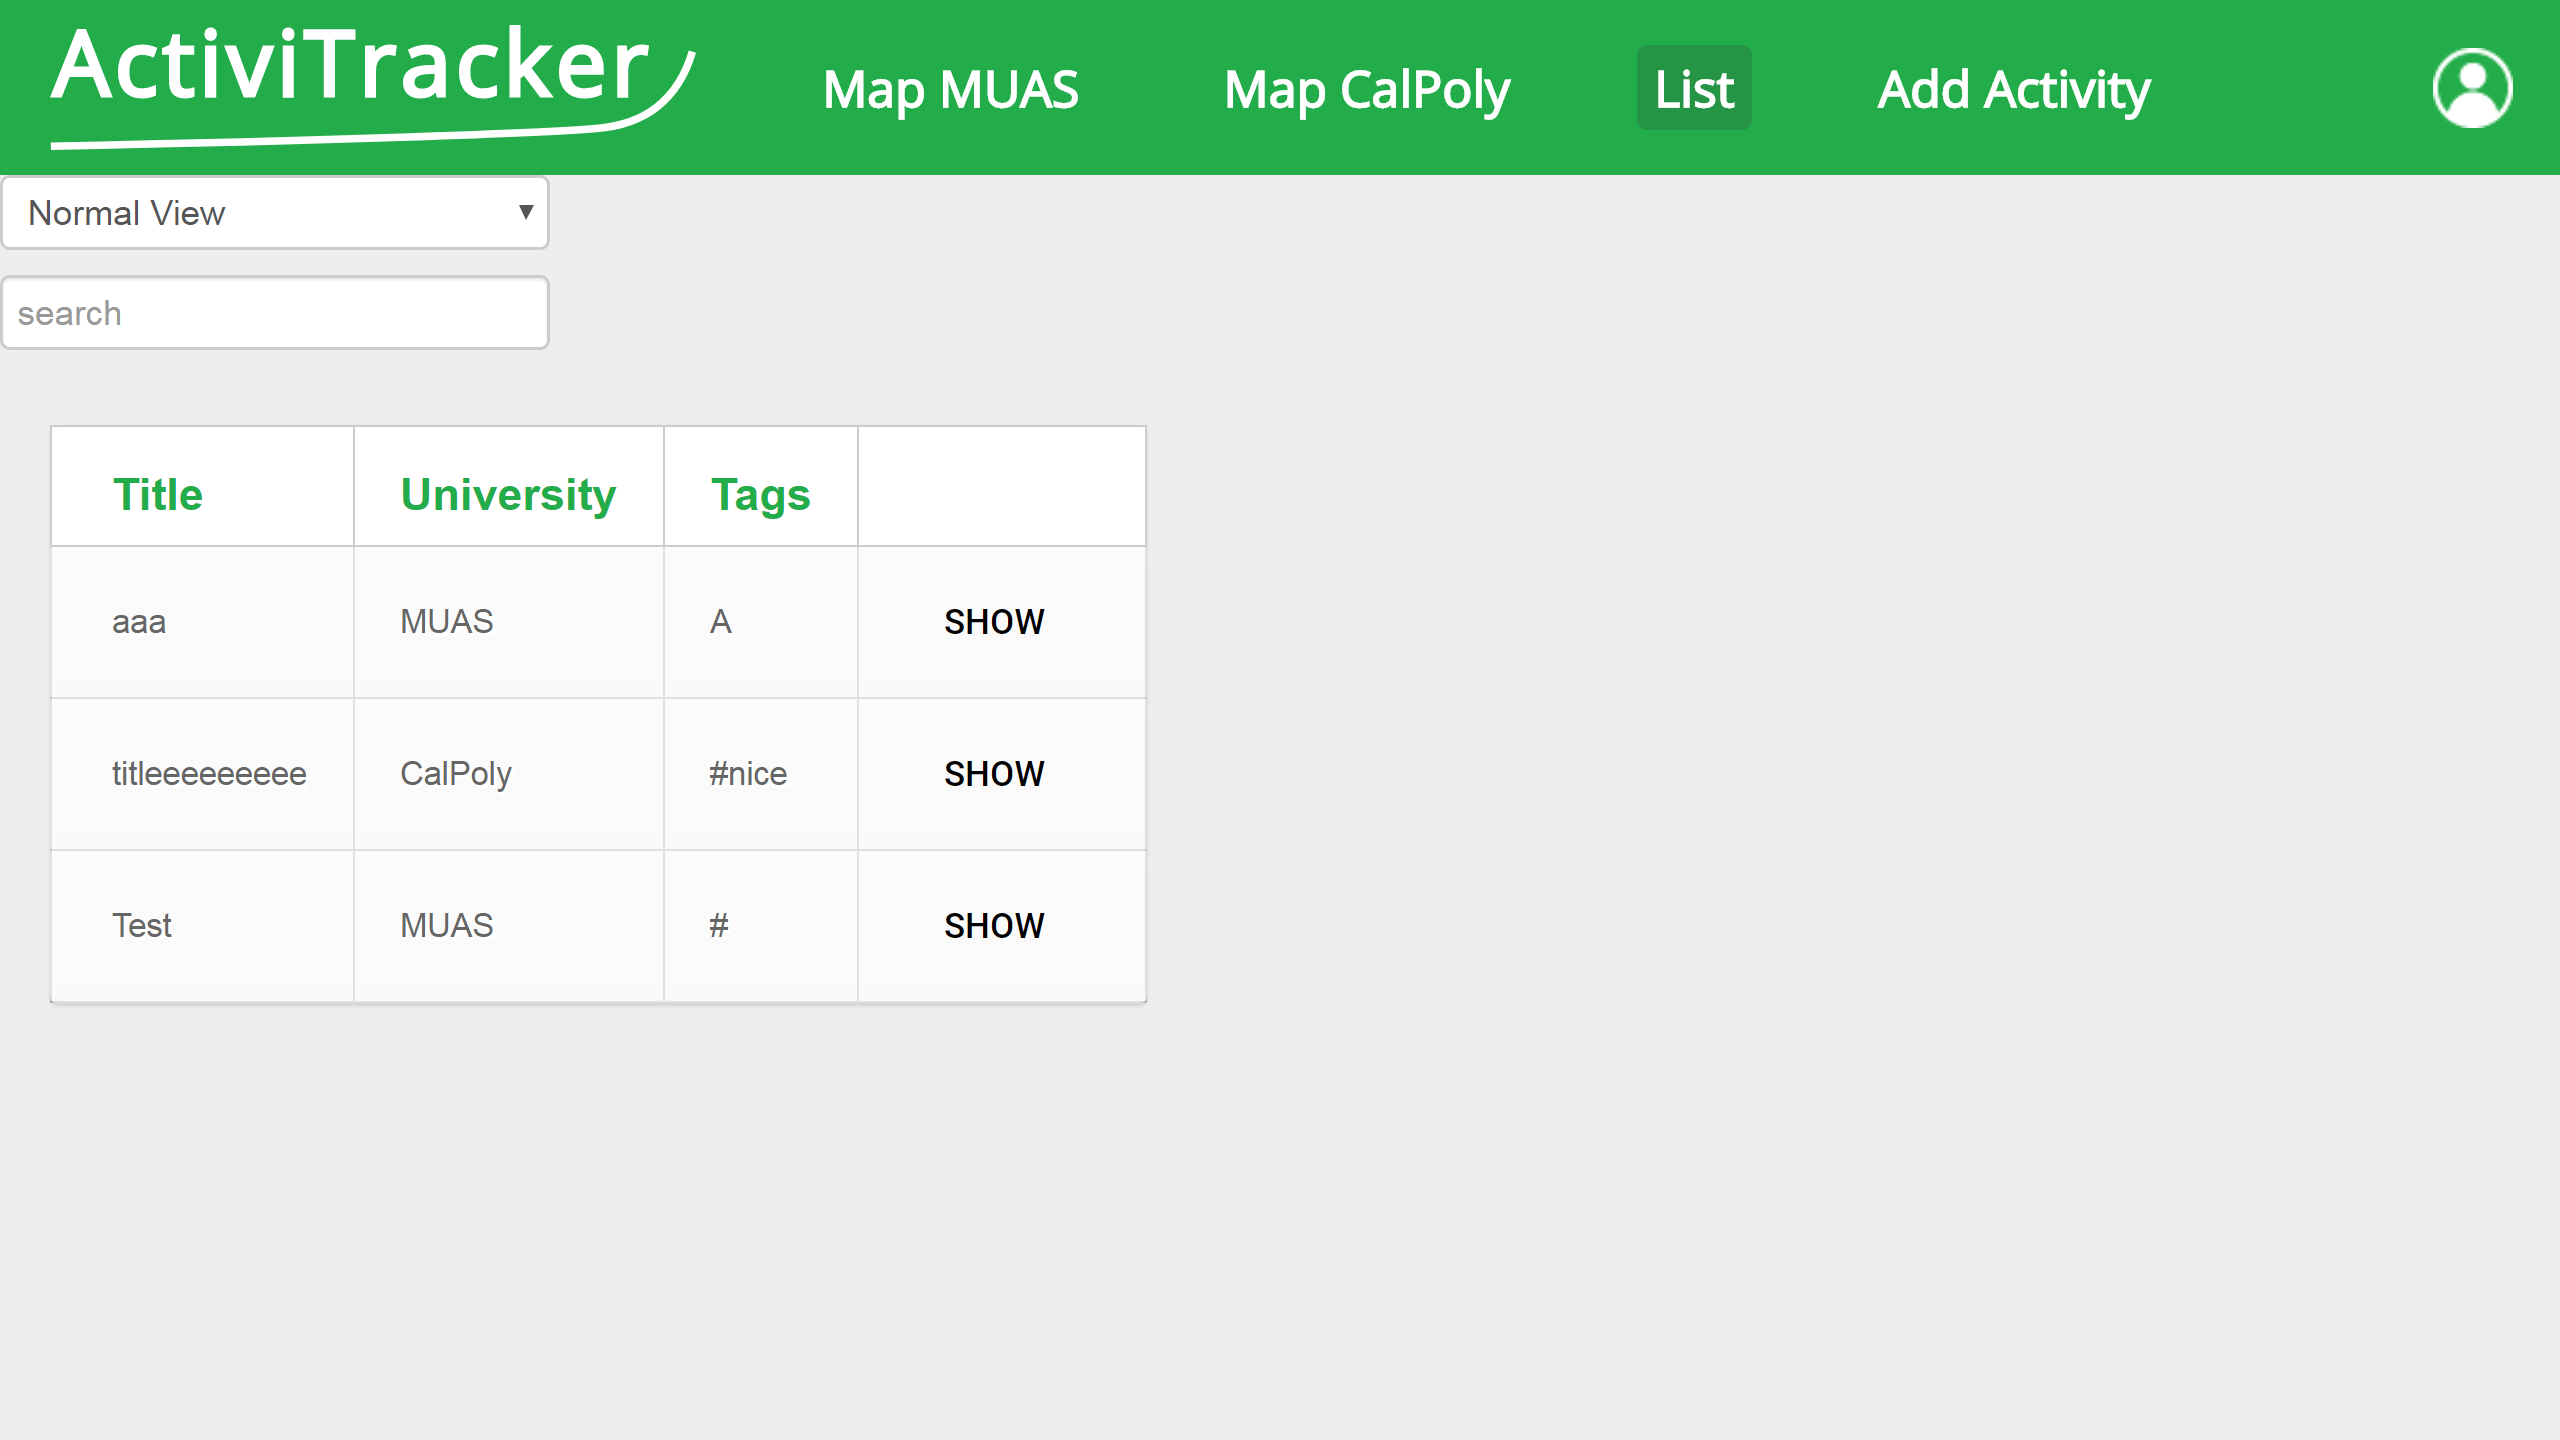 ActiviTracker
Map MUAS Map CalPoly List Add Activity
Normal View
search
Title University Tags
aaa MUAS A SHOW
titleeeeeeeee CalPoly #nice SHOW
Test MUAS # SHOW